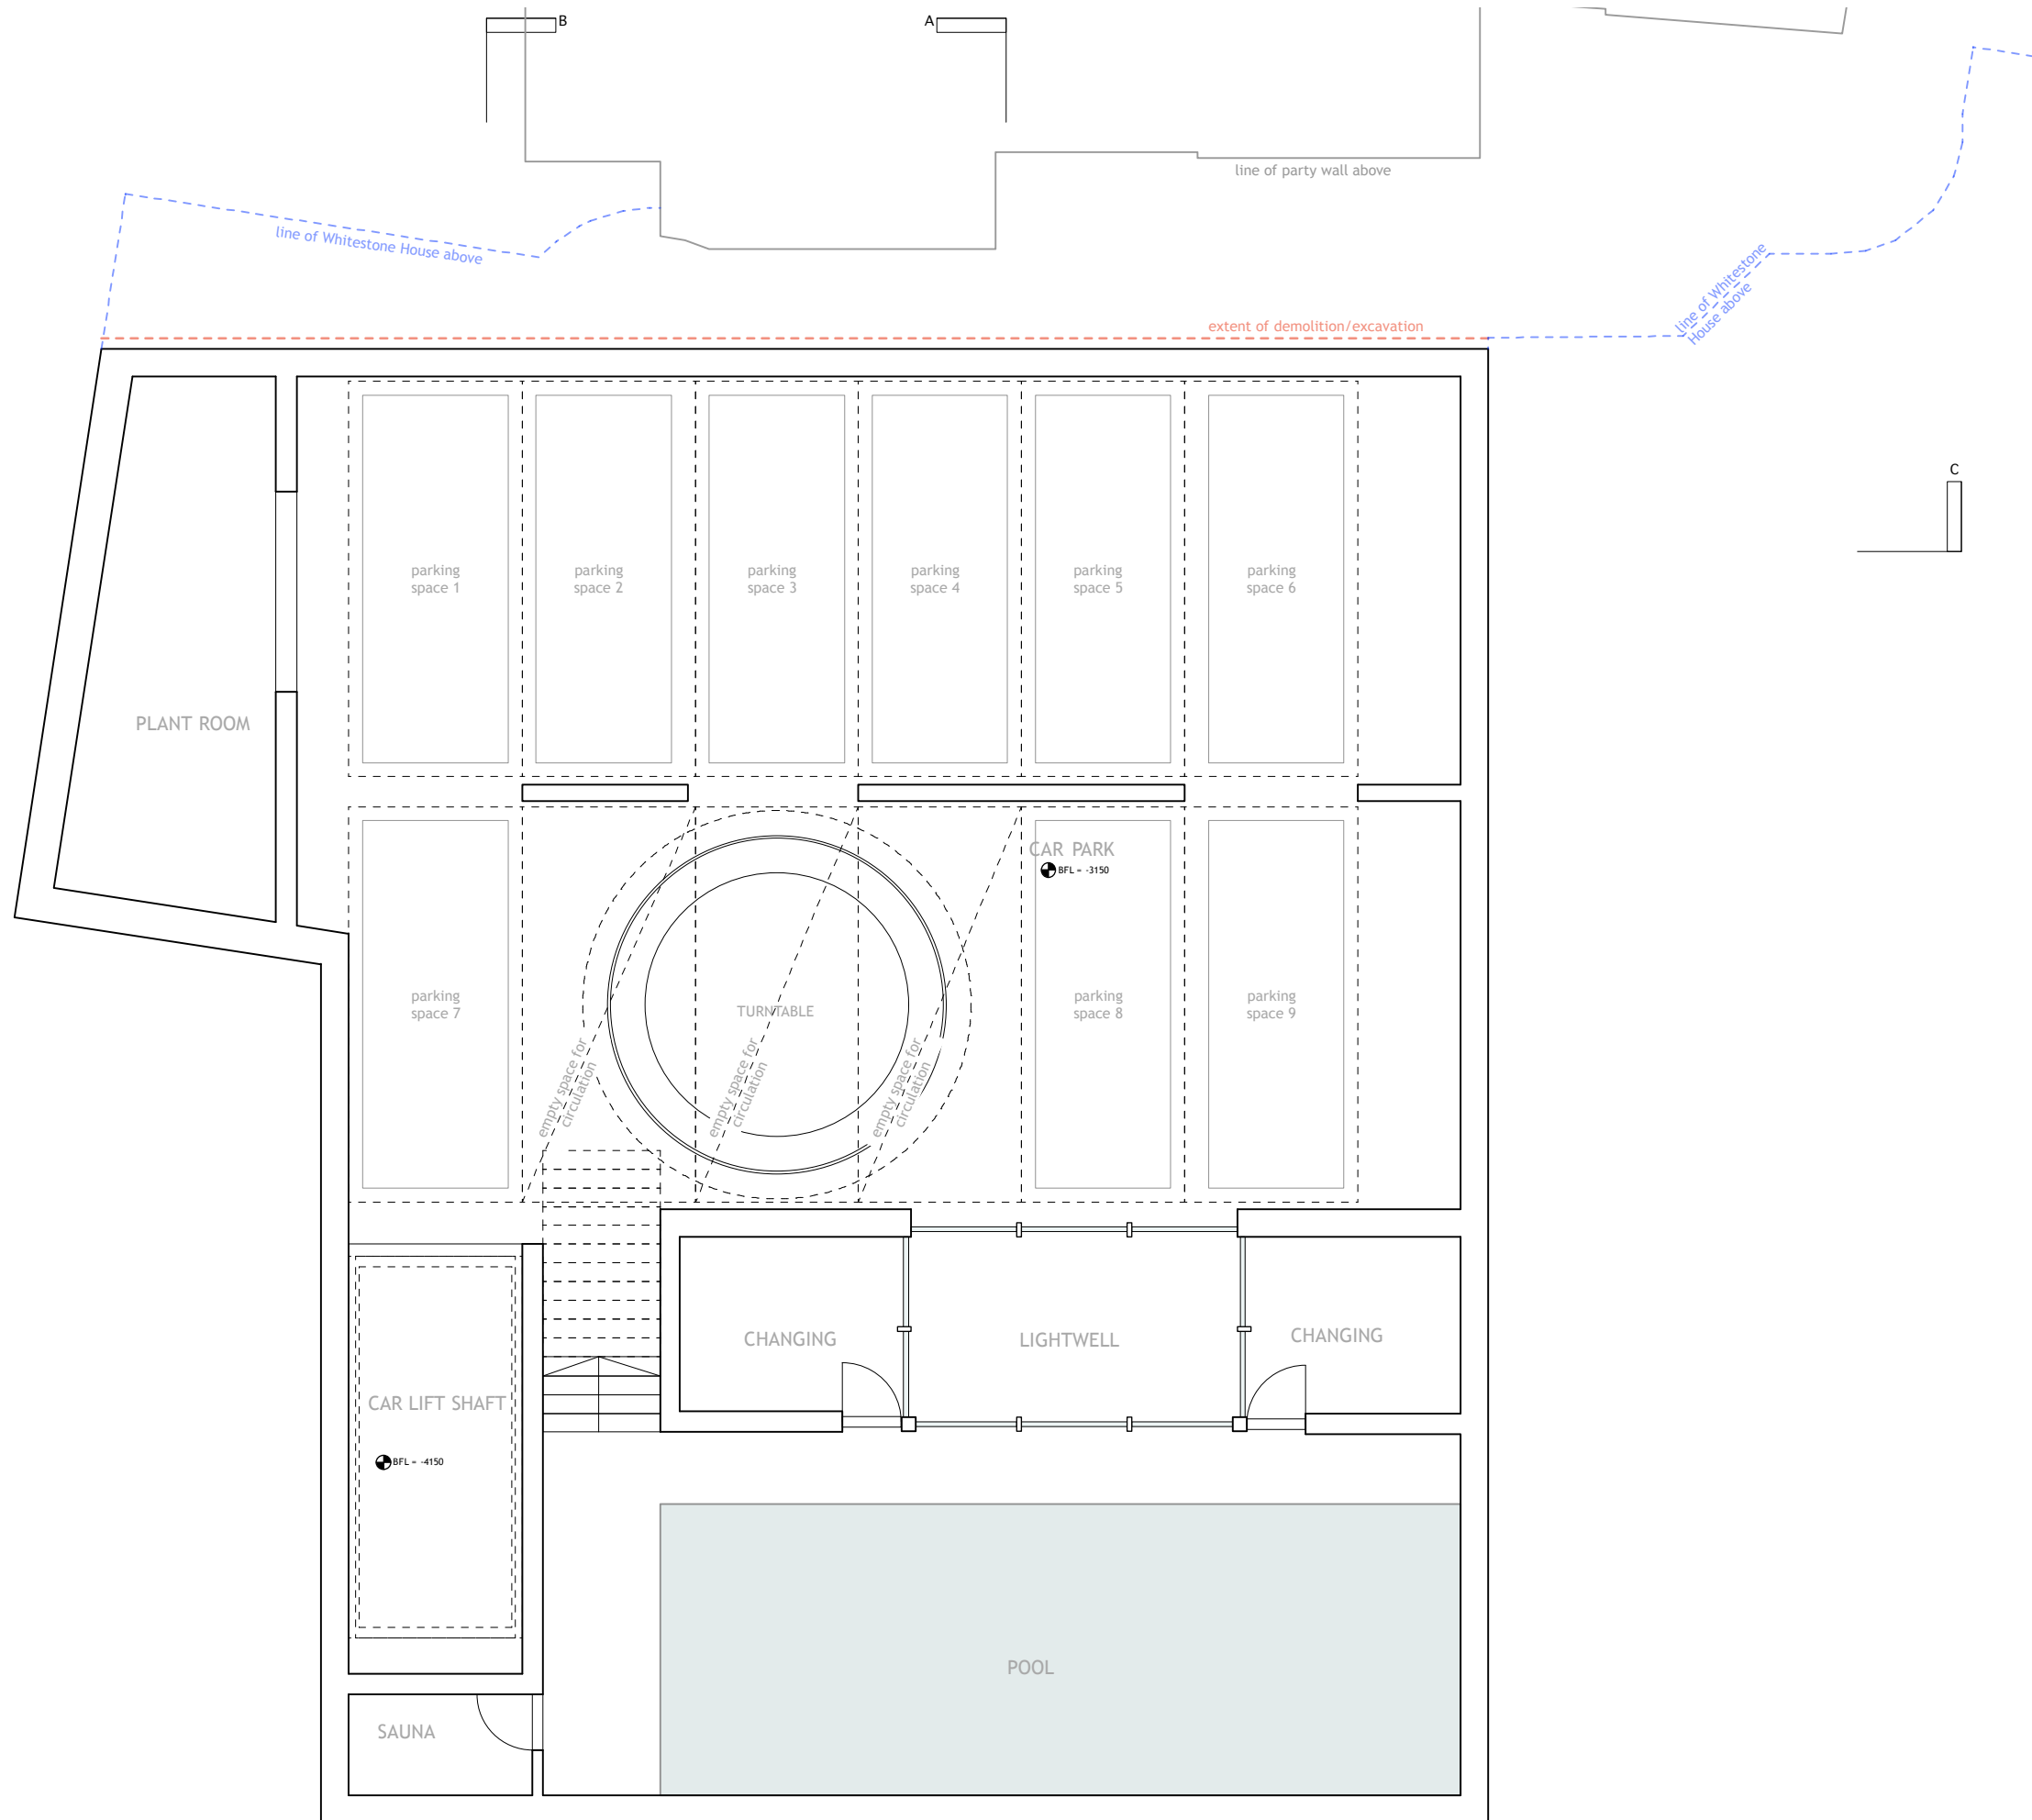 B
A
line of party wall above
line of Whitestone House above
line of Whitestone
House above
extent of demolition/excavation
C
parking
space 1
parking
space 2
parking
space 3
parking
space 4
parking
space 5
parking
space 6
PLANT ROOM
CAR PARK
BFL = -3150
parking
space 7
TURNTABLE
parking
space 8
parking
space 9
empty space for
circulation
empty space for
circulation
empty space for
circulation
CHANGING
LIGHTWELL
CHANGING
CAR LIFT SHAFT
BFL = -4150
POOL
SAUNA